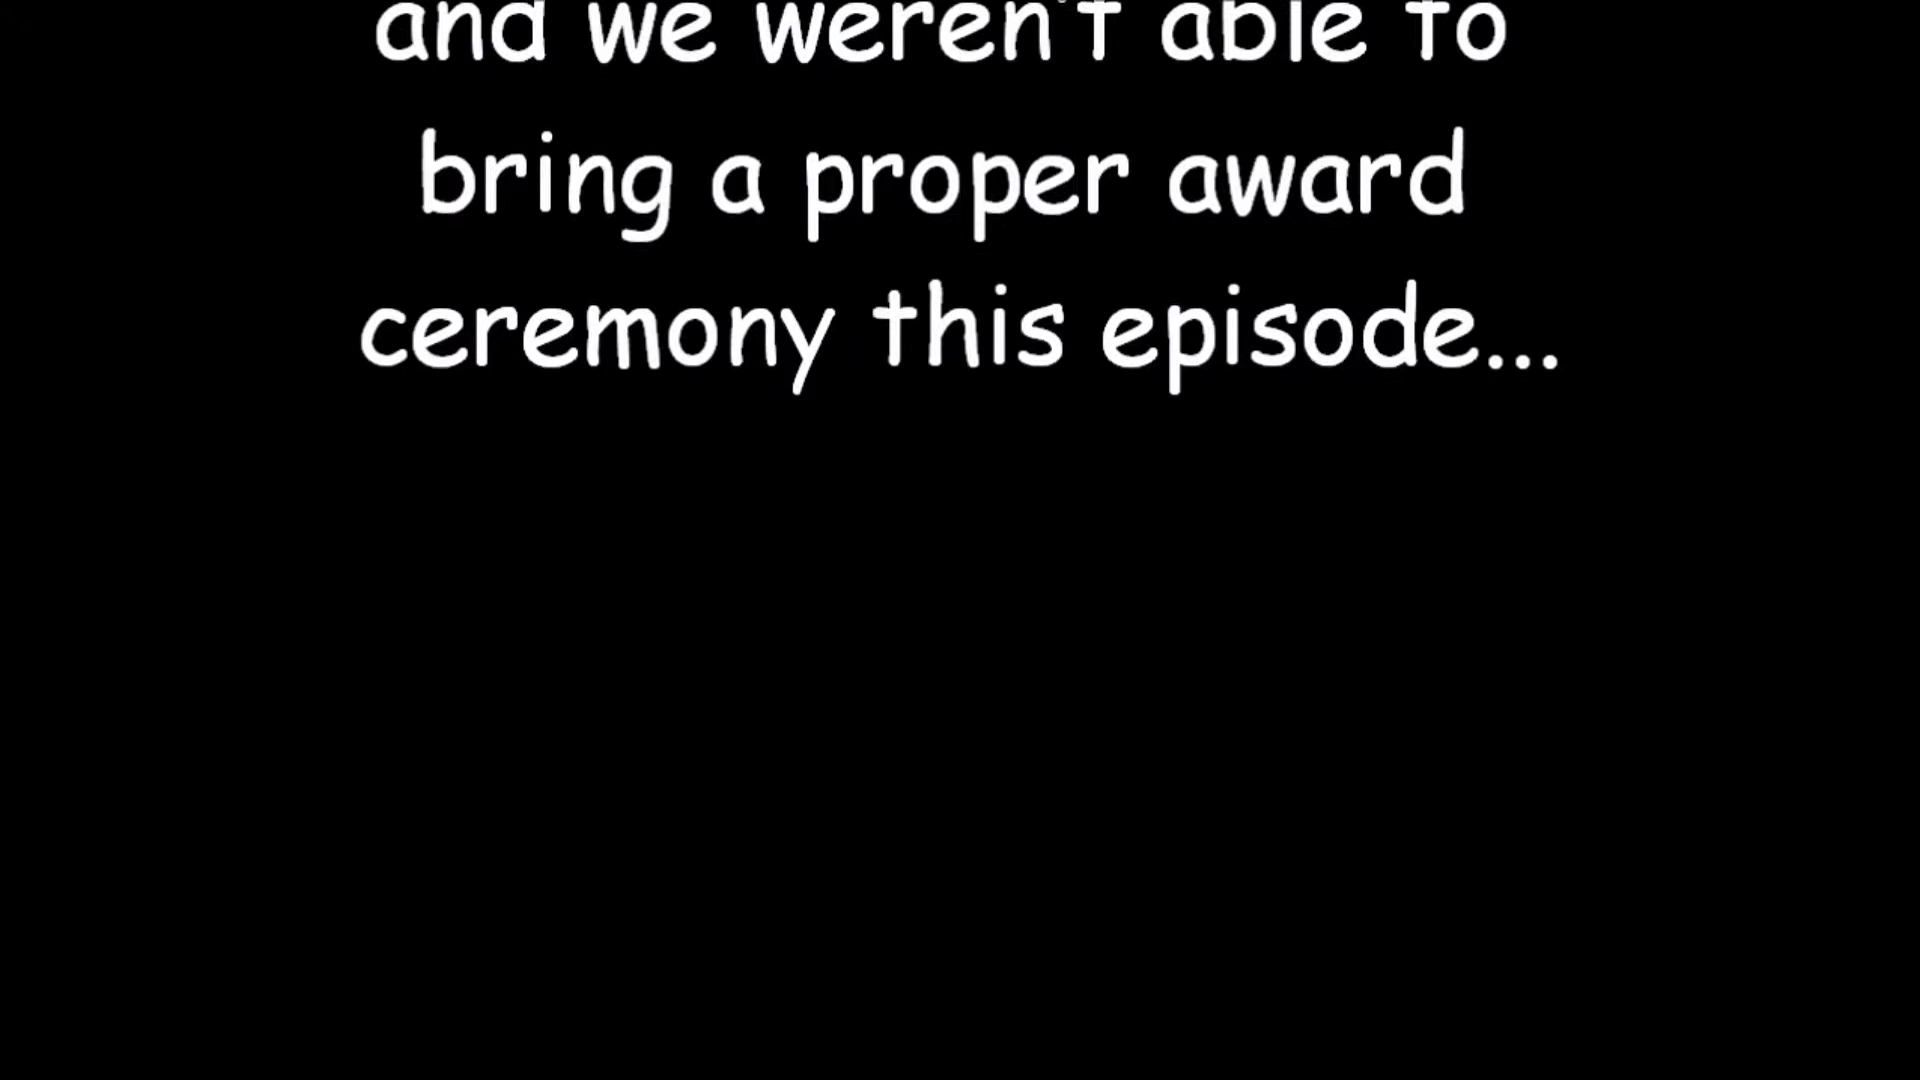 and we weren't able to
bring a proper award
ceremony this episode...